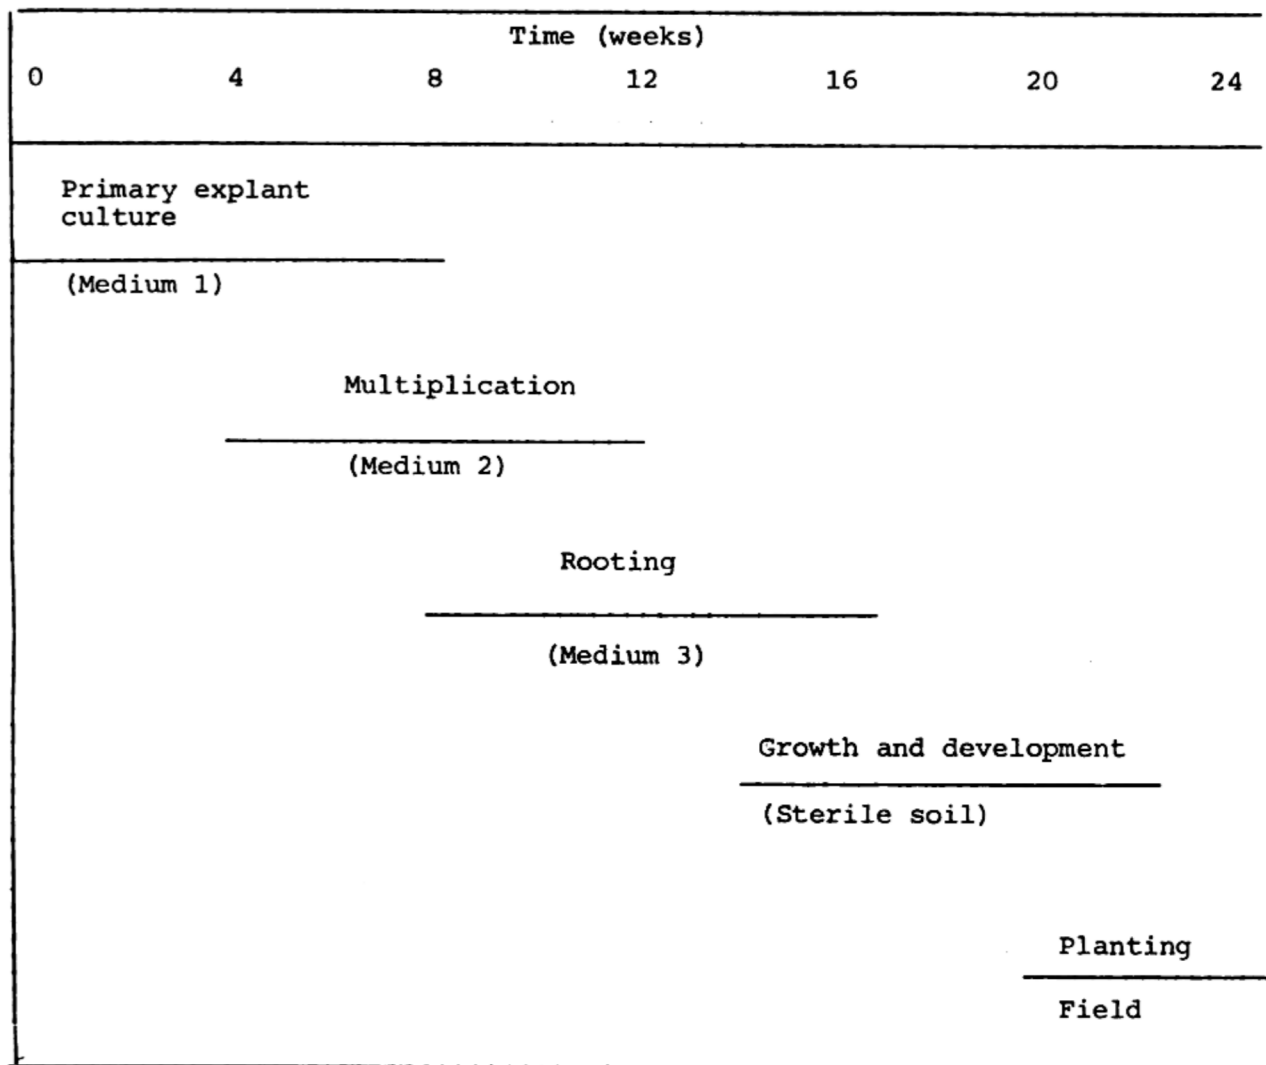 Time (weeks)
0 4 8 12 16 20 24
Primary explant
culture
(Medium 1)
Multiplication
(Medium 2)
Rooting
(Medium 3)
Growth and development
(Sterile soil)
Planting
Field